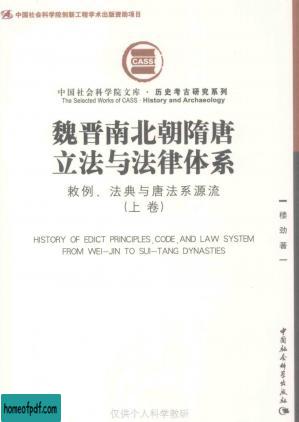 中国社会科学院创新工程学术出版资助项目
CASS
中国社会科学院文库·历史考古研究系列
The Selected Works of CASS · History and Archaeology
魏晋南北朝隋唐
立法与法律体系
敕例、法典与唐法系源流
(上卷)
HISTORY OF EDICT PRINCIPLES, CODE, AND LAW SYSTEM
FROM WEI-JIN TO SUI-TANG DYNASTIES
楼劲 著
中国社会科学出版社
仅供个人科学教研
homeofpdf.com